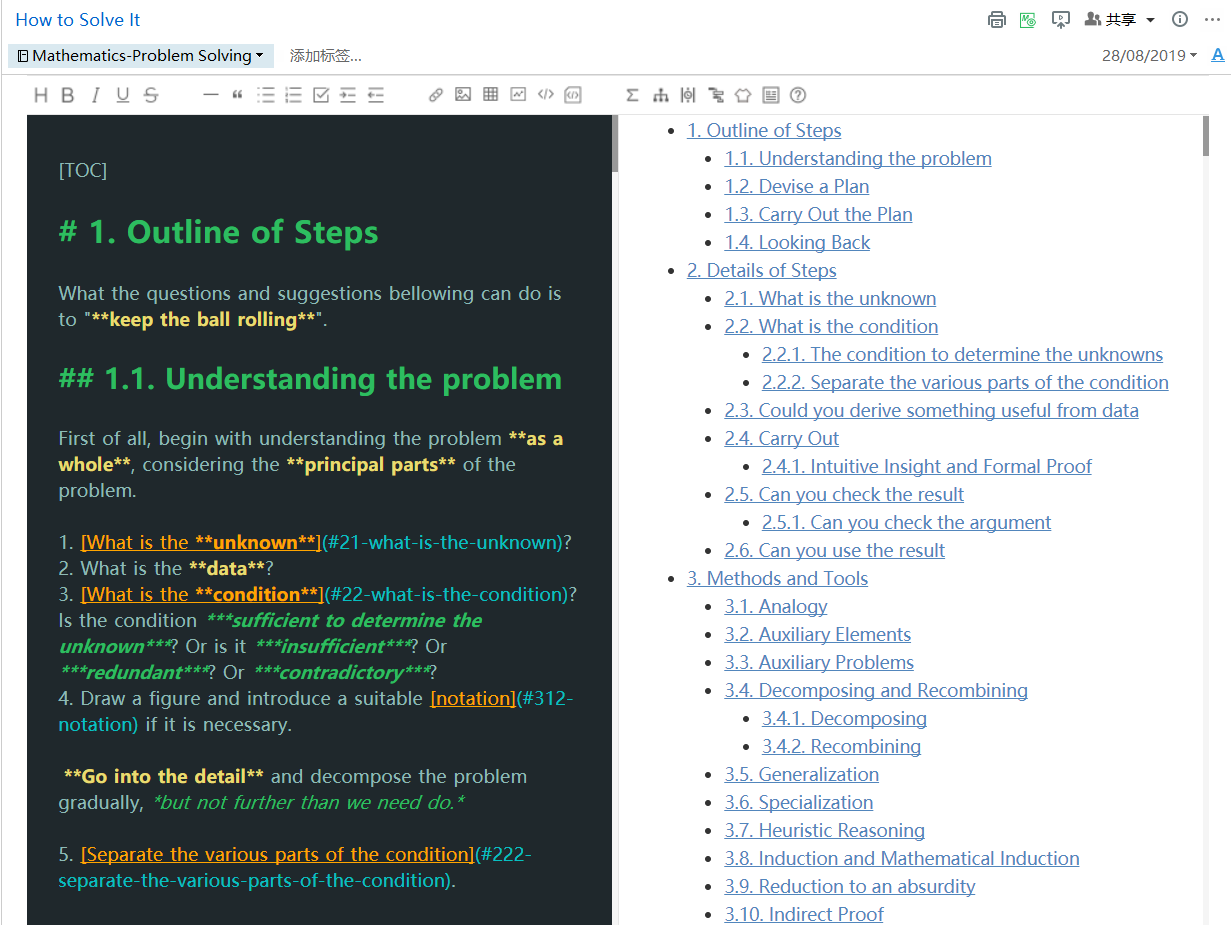 How to Solve It
共享
Mathematics-Problem Solving
添加标签...
28/08/2019
A
H B I U S
[TOC]
# 1. Outline of Steps
What the questions and suggestions bellowing can do is
to "**keep the ball rolling**".
## 1.1. Understanding the problem
First of all, begin with understanding the problem **as a
whole**, considering the **principal parts** of the
problem.
1. [What is the **unknown**](#21-what-is-the-unknown)?
2. What is the **data**?
3. [What is the **condition**](#22-what-is-the-condition)?
Is the condition ***sufficient to determine the
unknown***? Or is it ***insufficient***? Or
***redundant***? Or ***contradictory***?
4. Draw a figure and introduce a suitable [notation](#312-
notation) if it is necessary.
**Go into the detail** and decompose the problem
gradually, *but not further than we need do.*
5. [Separate the various parts of the condition](#222-
separate-the-various-parts-of-the-condition).
1. Outline of Steps
1.1. Understanding the problem
1.2. Devise a Plan
1.3. Carry Out the Plan
1.4. Looking Back
2. Details of Steps
2.1. What is the unknown
2.2. What is the condition
2.2.1. The condition to determine the unknowns
2.2.2. Separate the various parts of the condition
2.3. Could you derive something useful from data
2.4. Carry Out
2.4.1. Intuitive Insight and Formal Proof
2.5. Can you check the result
2.5.1. Can you check the argument
2.6. Can you use the result
3. Methods and Tools
3.1. Analogy
3.2. Auxiliary Elements
3.3. Auxiliary Problems
3.4. Decomposing and Recombining
3.4.1. Decomposing
3.4.2. Recombining
3.5. Generalization
3.6. Specialization
3.7. Heuristic Reasoning
3.8. Induction and Mathematical Induction
3.9. Reduction to an absurdity
3.10. Indirect Proof